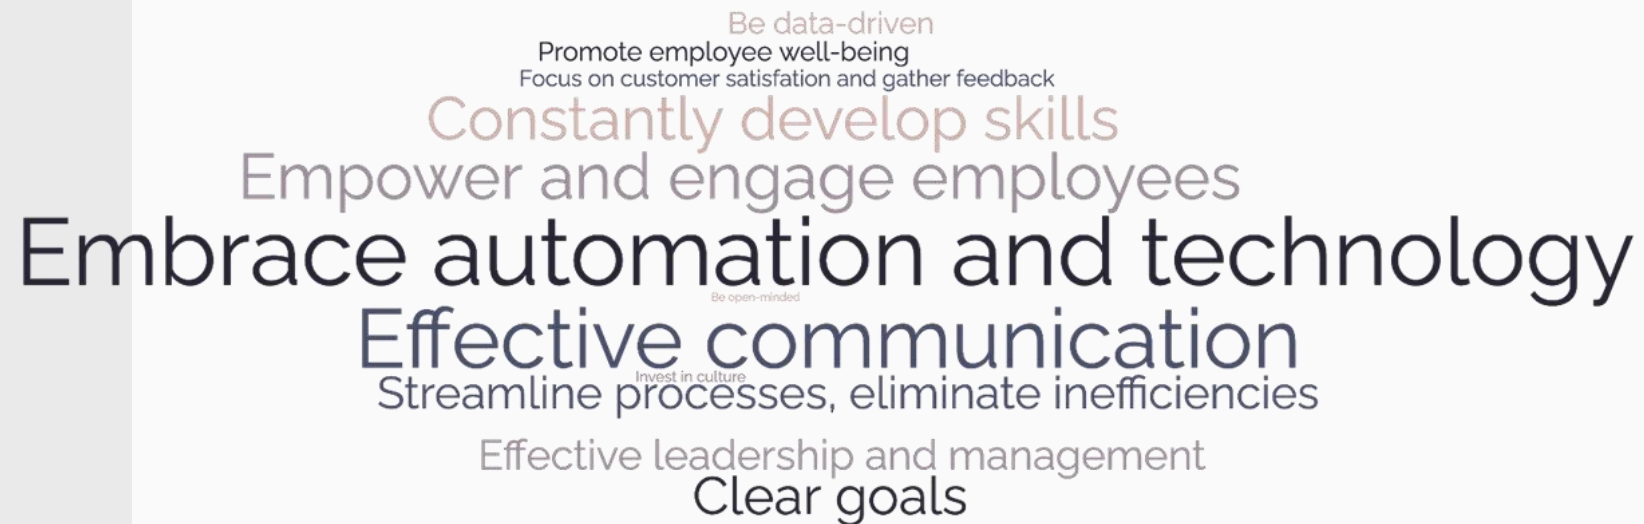 Be data-driven
Promote employee well-being
Focus on customer satisfation and gather feedback
Constantly develop skills
Empower and engage employees
Embrace automation and technology
Be open-minded
Effective communication
Invest in culture
Streamline processes, eliminate inefficiencies
Effective leadership and management
Clear goals